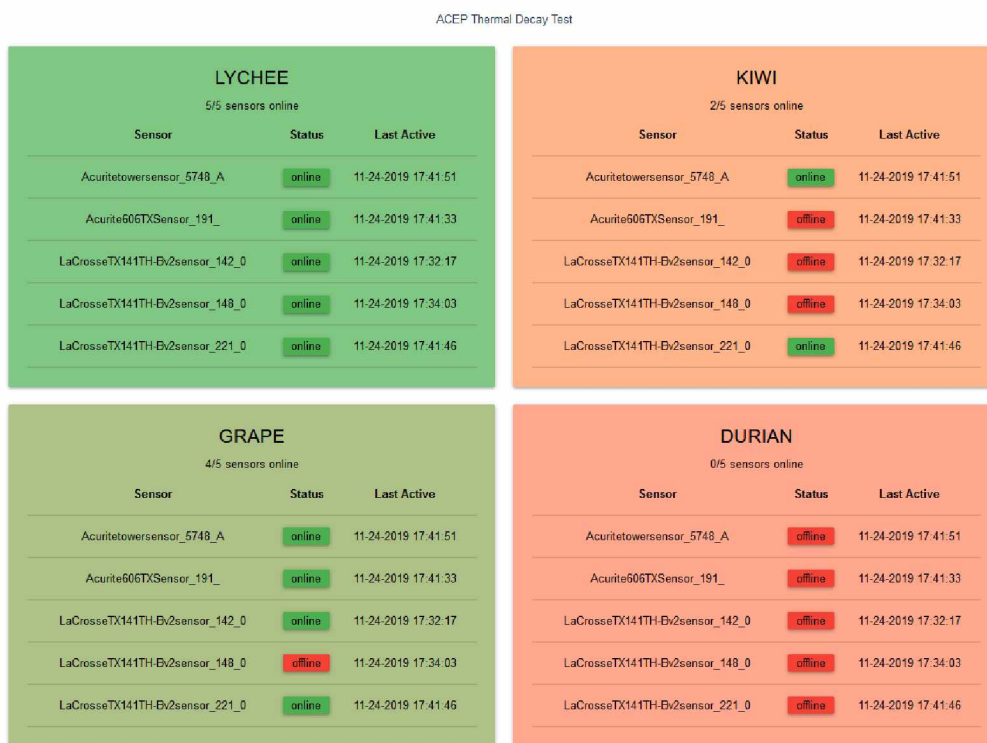 ACEP Thermal Decay Test
LYCHEE
5/5 sensors online
Sensor Status Last Active
Acuritetowersensor_5748_A online 11-24-2019 17:41:51
Acurite606TXSensor_191_ online 11-24-2019 17:41:33
LaCrosseTX141TH-Bv2sensor_142_0 online 11-24-2019 17:32:17
LaCrosseTX141TH-Bv2sensor_148_0 online 11-24-2019 17:34:03
LaCrosseTX141TH-Bv2sensor_221_0 online 11-24-2019 17:41:46
KIWI
2/5 sensors online
Sensor Status Last Active
Acuritetowersensor_5748_A online 11-24-2019 17:41:51
Acurite606TXSensor_191_ offline 11-24-2019 17:41:33
LaCrosseTX141TH-Bv2sensor_142_0 offline 11-24-2019 17:32:17
LaCrosseTX141TH-Bv2sensor_148_0 offline 11-24-2019 17:34:03
LaCrosseTX141TH-Bv2sensor_221_0 online 11-24-2019 17:41:46
GRAPE
4/5 sensors online
Sensor Status Last Active
Acuritetowersensor_5748_A online 11-24-2019 17:41:51
Acurite606TXSensor_191_ online 11-24-2019 17:41:33
LaCrosseTX141TH-Bv2sensor_142_0 online 11-24-2019 17:32:17
LaCrosseTX141TH-Bv2sensor_148_0 offline 11-24-2019 17:34:03
LaCrosseTX141TH-Bv2sensor_221_0 online 11-24-2019 17:41:46
DURIAN
0/5 sensors online
Sensor Status Last Active
Acuritetowersensor_5748_A offline 11-24-2019 17:41:51
Acurite606TXSensor_191_ offline 11-24-2019 17:41:33
LaCrosseTX141TH-Bv2sensor_142_0 offline 11-24-2019 17:32:17
LaCrosseTX141TH-Bv2sensor_148_0 offline 11-24-2019 17:34:03
LaCrosseTX141TH-Bv2sensor_221_0 offline 11-24-2019 17:41:46